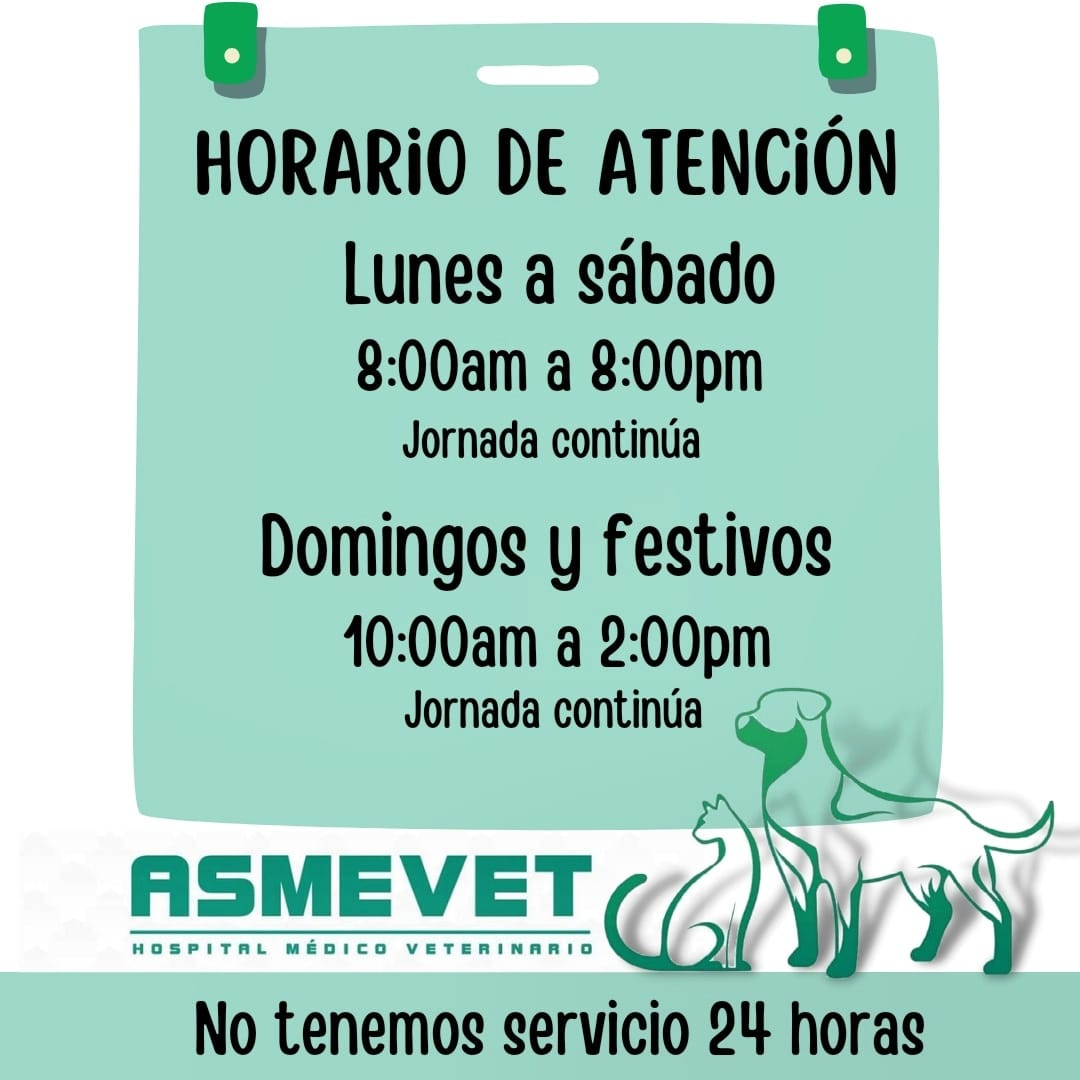 HORARIO DE ATENCIÓN
Lunes a sábado
8:00am a 8:00pm
Jornada continúa
Domingos y festivos
10:00am a 2:00pm
Jornada continúa
ASMEVET
HOSPITAL MÉDICO VETERINARIO
No tenemos servicio 24 horas